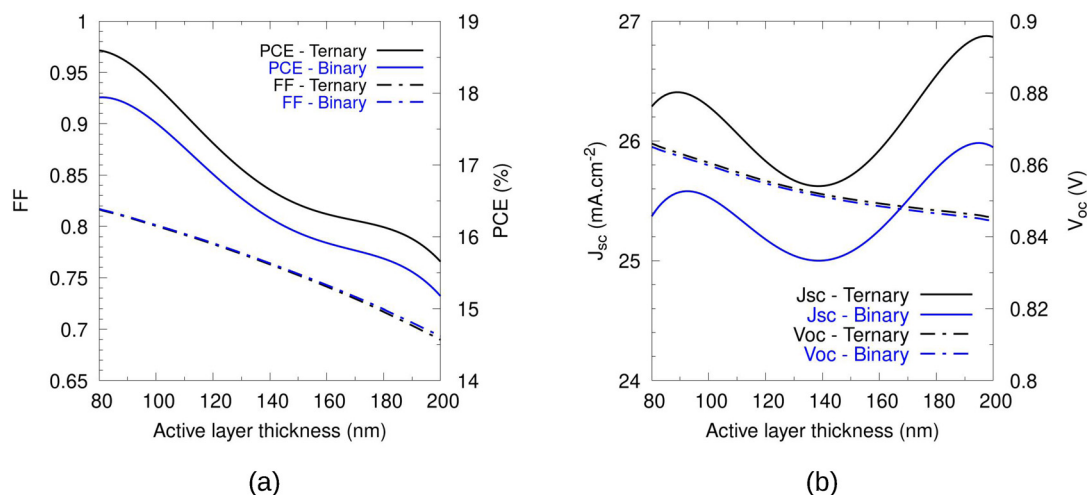 1
0.95
0.9
0.85
0.8
0.75
0.7
0.65
FF
19
18
17
16
15
14
PCE (%)
PCE - Ternary
PCE - Binary
FF - Ternary
FF - Binary
80 100 120 140 160 180 200
Active layer thickness (nm)
(a)
27
26
25
24
Jsc (mA.cm-2)
0.9
0.88
0.86
0.84
0.82
0.8
Voc (V)
Jsc - Ternary
Jsc - Binary
Voc - Ternary
Voc - Binary
80 100 120 140 160 180 200
Active layer thickness (nm)
(b)